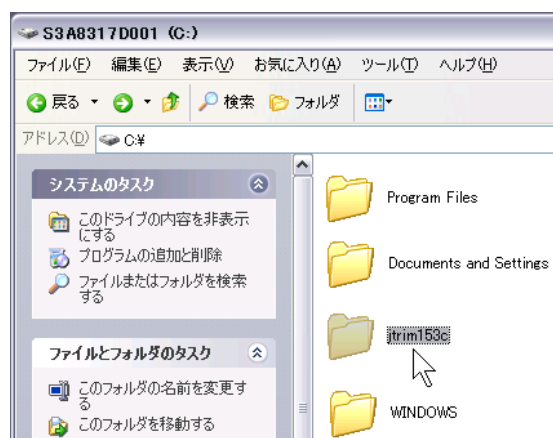 S3A8317D001 (C:)
ファイル(F) 編集(E) 表示(V) お気に入り(A) ツール(T) ヘルプ(H)
戻る 検索 フォルダ
アドレス(D) C:¥
システムのタスク
このドライブの内容を非表示
にする
プログラムの追加と削除
ファイルまたはフォルダを検索
する
ファイルとフォルダのタスク
このフォルダの名前を変更す
る
このフォルダを移動する
Program Files
Documents and Settings
jtrim153c
WINDOWS